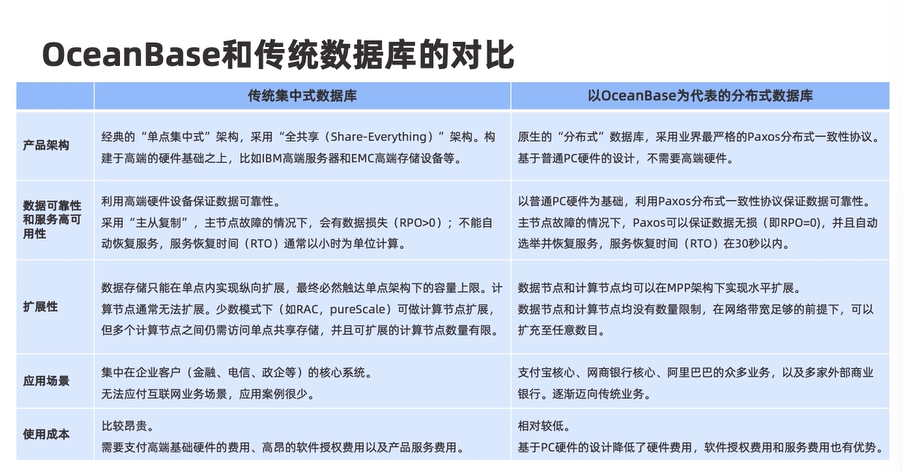 OceanBase和传统数据库的对比
传统集中式数据库
以OceanBase为代表的分布式数据库
产品架构
经典的“单点集中式”架构，采用“全共享（Share-Everything）”架构。构
建于高端的硬件基础之上，比如IBM高端服务器和EMC高端存储设备等。
原生的“分布式”数据库，采用业界最严格的Paxos分布式一致性协议。
基于普通PC硬件的设计，不需要高端硬件。
数据可靠性
和服务高可
用性
利用高端硬件设备保证数据可靠性。
采用“主从复制”，主节点故障的情况下，会有数据损失（RPO>0）；不能自
动恢复服务，服务恢复时间（RTO）通常以小时为单位计算。
以普通PC硬件为基础，利用Paxos分布式一致性协议保证数据可靠性。
主节点故障的情况下，Paxos可以保证数据无损（即RPO=0)，并且自动
选举并恢复服务，服务恢复时间（RTO）在30秒以内。
扩展性
数据存储只能在单点内实现纵向扩展，最终必然触达单点架构下的容量上限。计
算节点通常无法扩展。少数模式下（如RAC，pureScale）可做计算节点扩展，
但多个计算节点之间仍需访问单点共享存储，并且可扩展的计算节点数量有限。
数据节点和计算节点均可以在MPP架构下实现水平扩展。
数据节点和计算节点均没有数量限制，在网络带宽足够的前提下，可以
扩充至任意数目。
应用场景
集中在企业客户（金融、电信、政企等）的核心系统。
无法应付互联网业务场景，应用案例很少。
支付宝核心、网商银行核心、阿里巴巴的众多业务，以及多家外部商业
银行。逐渐迈向传统业务。
使用成本
比较昂贵。
需要支付高端基础硬件的费用、高昂的软件授权费用以及产品服务费用。
相对较低。
基于PC硬件的设计降低了硬件费用，软件授权费用和服务费用也有优势。